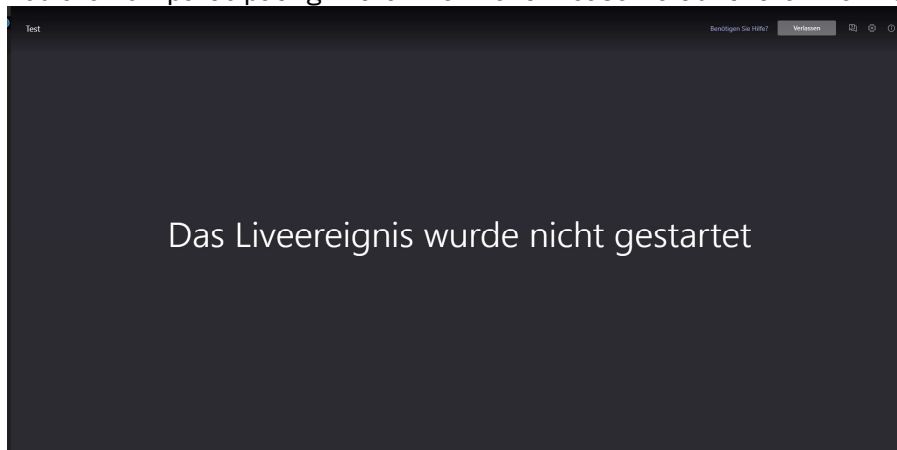 Test
Benötigen Sie Hilfe?
Verlassen
Das Liveereignis wurde nicht gestartet